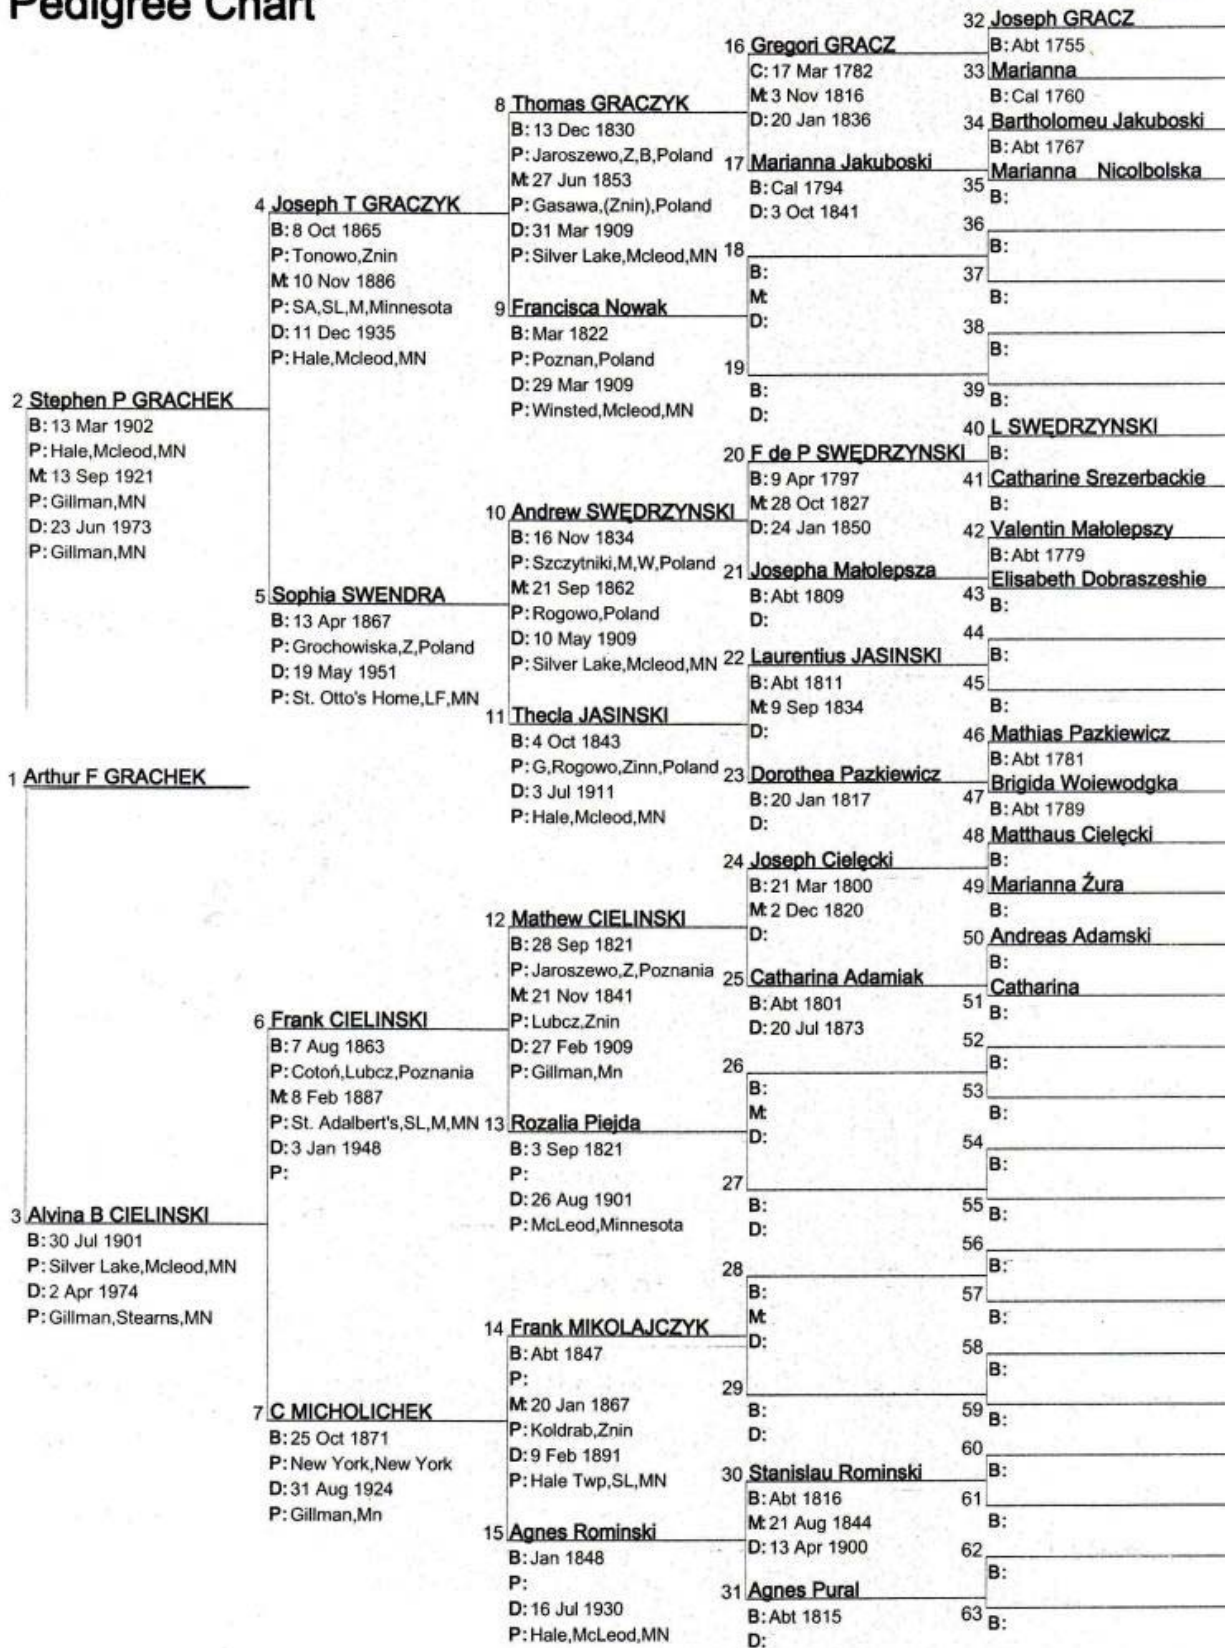 Pedigree Chart
1 Arthur F GRACHEK
2 Stephen P GRACHEK
B: 13 Mar 1902
P: Hale,Mcleod,MN
M: 13 Sep 1921
P: Gillman,MN
D: 23 Jun 1973
P: Gillman,MN
3 Alvina B CIELINSKI
B: 30 Jul 1901
P: Silver Lake,Mcleod,MN
D: 2 Apr 1974
P: Gillman,Stearns,MN
4 Joseph T GRACZYK
B: 8 Oct 1865
P: Tonowo,Znin
M: 10 Nov 1886
P: SA,SL,M,Minnesota
D: 11 Dec 1935
P: Hale,Mcleod,MN
5 Sophia SWENDRA
B: 13 Apr 1867
P: Grochowiska,Z,Poland
D: 19 May 1951
P: St. Otto's Home,LF,MN
6 Frank CIELINSKI
B: 7 Aug 1863
P: Cotoń,Lubcz,Poznania
M: 8 Feb 1887
P: St. Adalbert's,SL,M,MN
D: 3 Jan 1948
P:
7 C MICHOLICHEK
B: 25 Oct 1871
P: New York,New York
D: 31 Aug 1924
P: Gillman,Mn
8 Thomas GRACZYK
B: 13 Dec 1830
P: Jaroszewo,Z,B,Poland
M: 27 Jun 1853
P: Gasawa,(Znin),Poland
D: 31 Mar 1909
P: Silver Lake,Mcleod,MN
9 Francisca Nowak
B: Mar 1822
P: Poznan,Poland
D: 29 Mar 1909
P: Winsted,Mcleod,MN
10 Andrew SWĘDRZYNSKI
B: 16 Nov 1834
P: Szczytniki,M,W,Poland
M: 21 Sep 1862
P: Rogowo,Poland
D: 10 May 1909
P: Silver Lake,Mcleod,MN
11 Thecla JASINSKI
B: 4 Oct 1843
P: G,Rogowo,Zinn,Poland
D: 3 Jul 1911
P: Hale,Mcleod,MN
12 Mathew CIELINSKI
B: 28 Sep 1821
P: Jaroszewo,Z,Poznania
M: 21 Nov 1841
P: Lubcz,Znin
D: 27 Feb 1909
P: Gillman,Mn
13 Rozalia Piejda
B: 3 Sep 1821
P:
D: 26 Aug 1901
P: McLeod,Minnesota
14 Frank MIKOLAJCZYK
B: Abt 1847
P:
M: 20 Jan 1867
P: Koldrab,Znin
D: 9 Feb 1891
P: Hale Twp,SL,MN
15 Agnes Rominski
B: Jan 1848
P:
D: 16 Jul 1930
P: Hale,McLeod,MN
16 Gregori GRACZ
C: 17 Mar 1782
M: 3 Nov 1816
D: 20 Jan 1836
17 Marianna Jakuboski
B: Cal 1794
D: 3 Oct 1841
18
B:
M:
D:
19
B:
D:
20 F de P SWĘDRZYNSKI
B: 9 Apr 1797
M: 28 Oct 1827
D: 24 Jan 1850
21 Josepha Małolepsza
B: Abt 1809
D:
22 Laurentius JASINSKI
B: Abt 1811
M: 9 Sep 1834
D:
23 Dorothea Pazkiewicz
B: 20 Jan 1817
D:
24 Joseph Cielęcki
B: 21 Mar 1800
M: 2 Dec 1820
D:
25 Catharina Adamiak
B: Abt 1801
D: 20 Jul 1873
26
B:
M:
D:
27
B:
D:
28
B:
M:
D:
29
B:
D:
30 Stanislau Rominski
B: Abt 1816
M: 21 Aug 1844
D: 13 Apr 1900
31 Agnes Pural
B: Abt 1815
D:
32 Joseph GRACZ
B: Abt 1755
33 Marianna
B: Cal 1760
34 Bartholomeu Jakuboski
B: Abt 1767
35 Marianna Nicolbolska
B:
36
B:
37
B:
38
B:
39
B:
40 L SWĘDRZYNSKI
B:
41 Catharine Srezerbackie
B:
42 Valentin Małolepszy
B: Abt 1779
43 Elisabeth Dobraszeshie
B:
44
B:
45
B:
46 Mathias Pazkiewicz
B: Abt 1781
47 Brigida Woiewodgka
B: Abt 1789
48 Matthaus Cielęcki
B:
49 Marianna Żura
B:
50 Andreas Adamski
B:
51 Catharina
B:
52
B:
53
B:
54
B:
55
B:
56
B:
57
B:
58
B:
59
B:
60
B:
61
B:
62
B:
63
B: